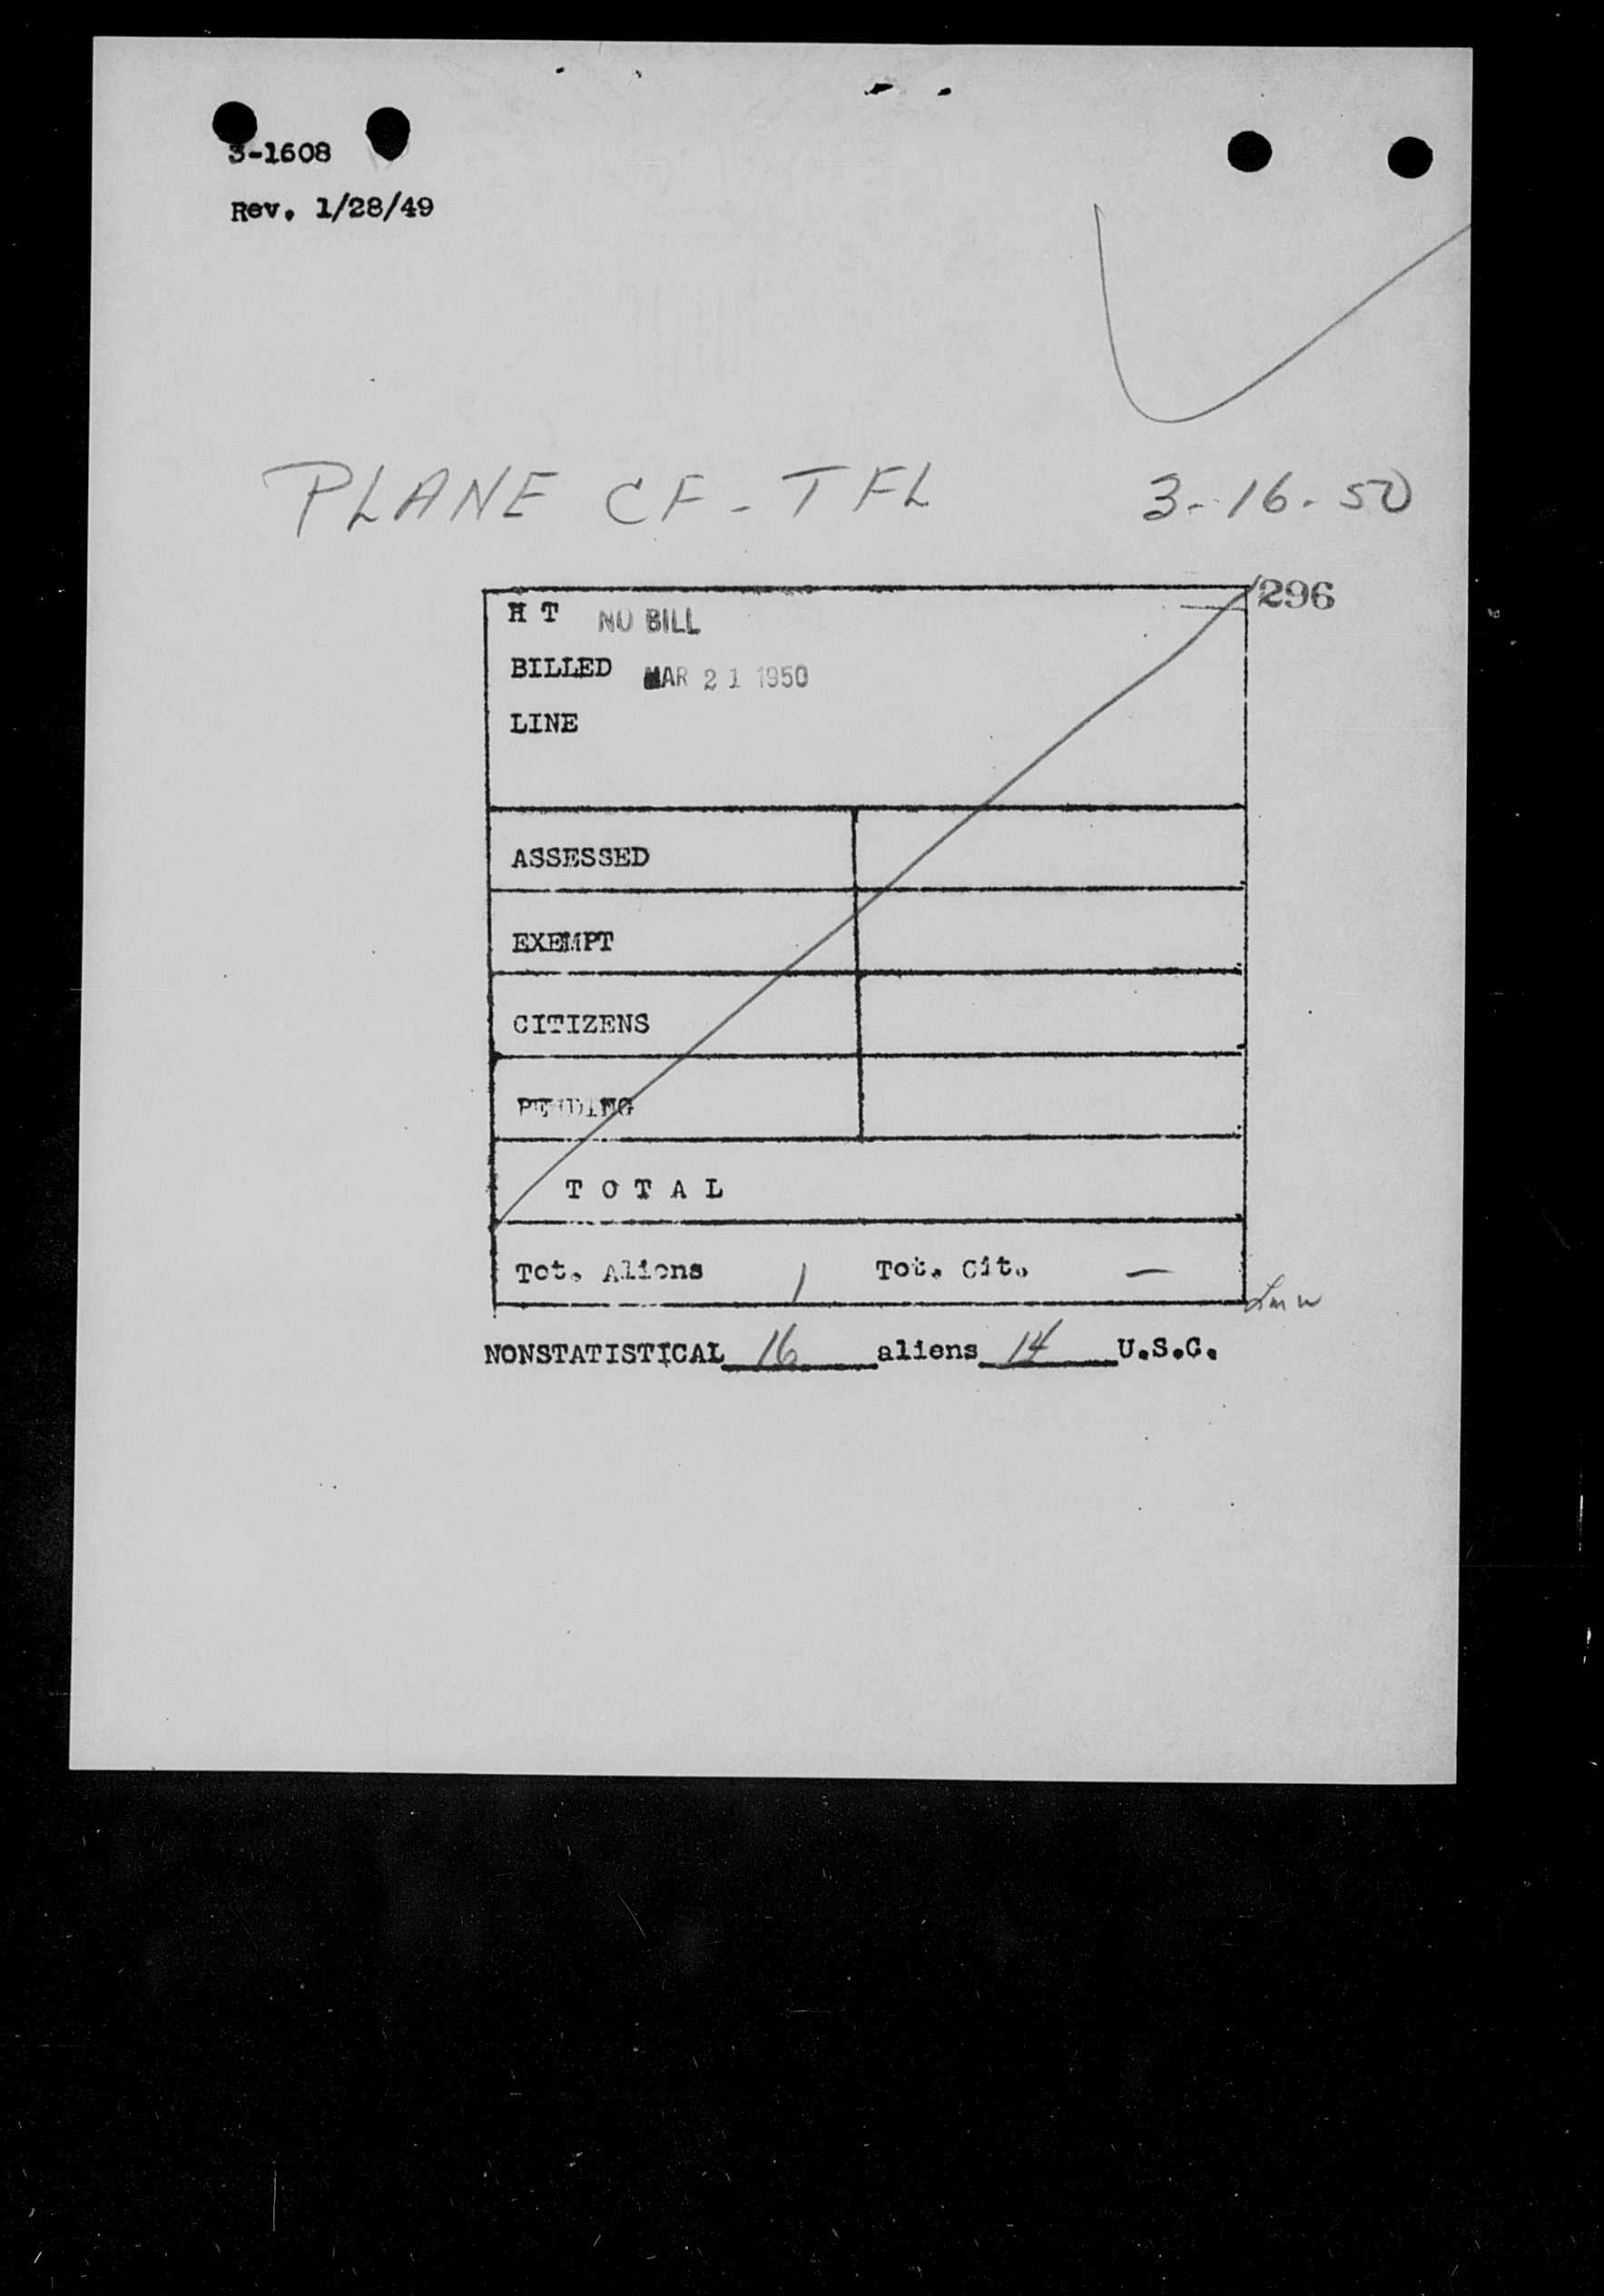 3-1608
Rev. 1/28/49
PLANE CF-TFL 3-16-50
296
H T NO BILL
BILLED MAR 21 1950
LINE
ASSESSED
EXEMPT
CITIZENS
PENDING
T O T A L
Tot. Aliens 1 Tot. Cit. —
NONSTATISTICAL 16 aliens 14 U.S.C.